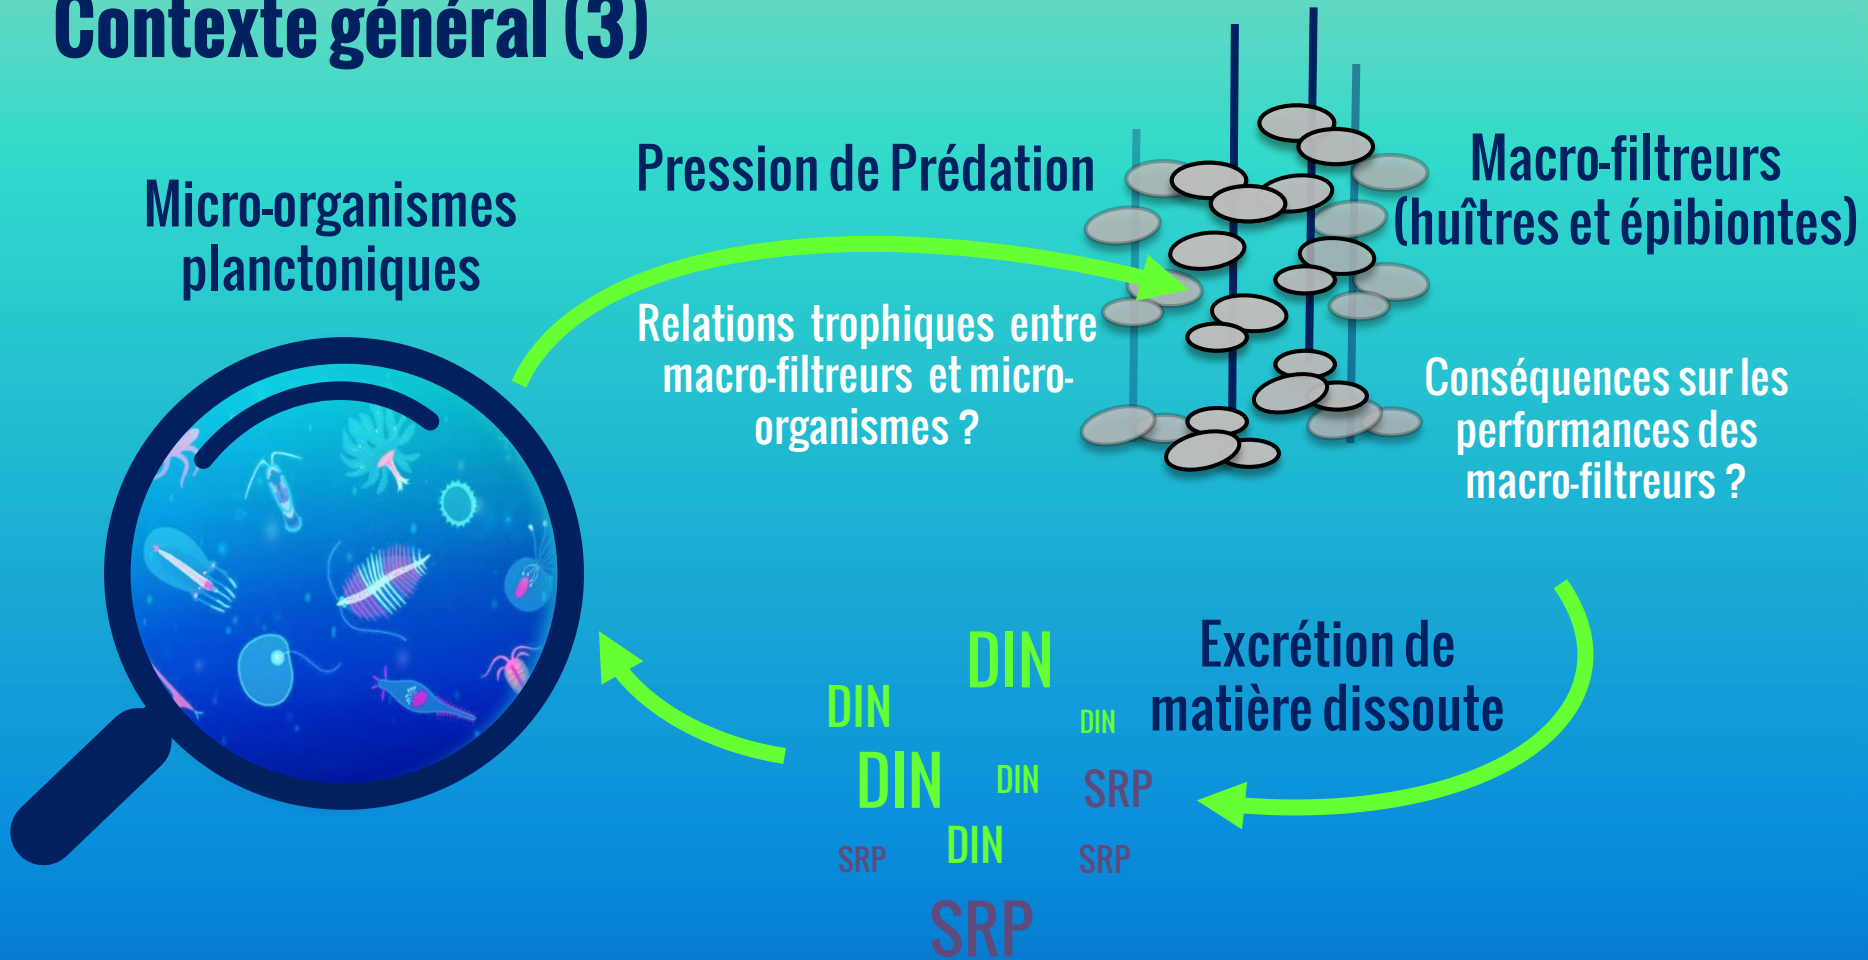 Contexte général (3)
Micro-organismes
planctoniques
Pression de Prédation
Macro-filtreurs
(huîtres et épibiontes)
Relations trophiques entre
macro-filtreurs et micro-
organismes ?
Conséquences sur les
performances des
macro-filtreurs ?
Excrétion de
matière dissoute
DIN
DIN
DIN
DIN
DIN
SRP
DIN
SRP
SRP
SRP